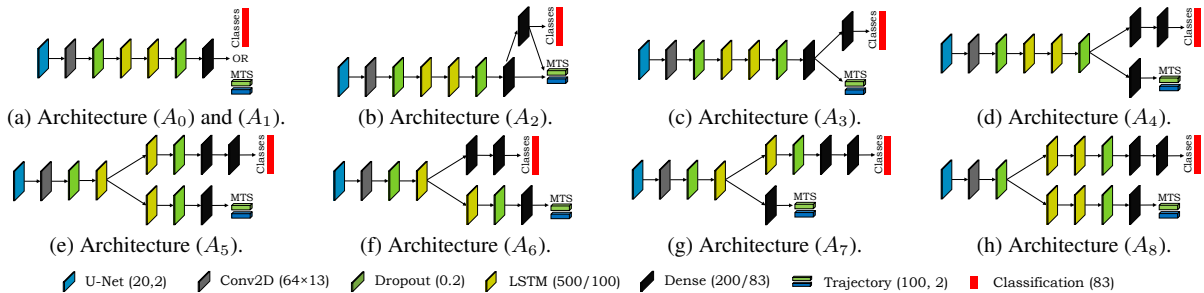 Classes
OR
MTS
(a) Architecture (A0) and (A1).
Classes
MTS
(b) Architecture (A2).
Classes
MTS
(c) Architecture (A3).
Classes
MTS
(d) Architecture (A4).
Classes
MTS
(e) Architecture (A5).
Classes
MTS
(f) Architecture (A6).
Classes
MTS
(g) Architecture (A7).
Classes
MTS
(h) Architecture (A8).
U-Net (20,2) Conv2D (64×13) Dropout (0.2) LSTM (500/100) Dense (200/83) Trajectory (100, 2) Classification (83)